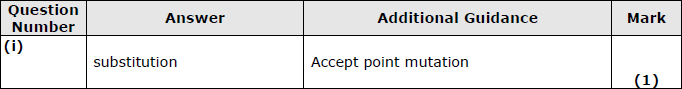 Question Number | Answer | Additional Guidance | Mark
(i) | substitution | Accept point mutation | (1)